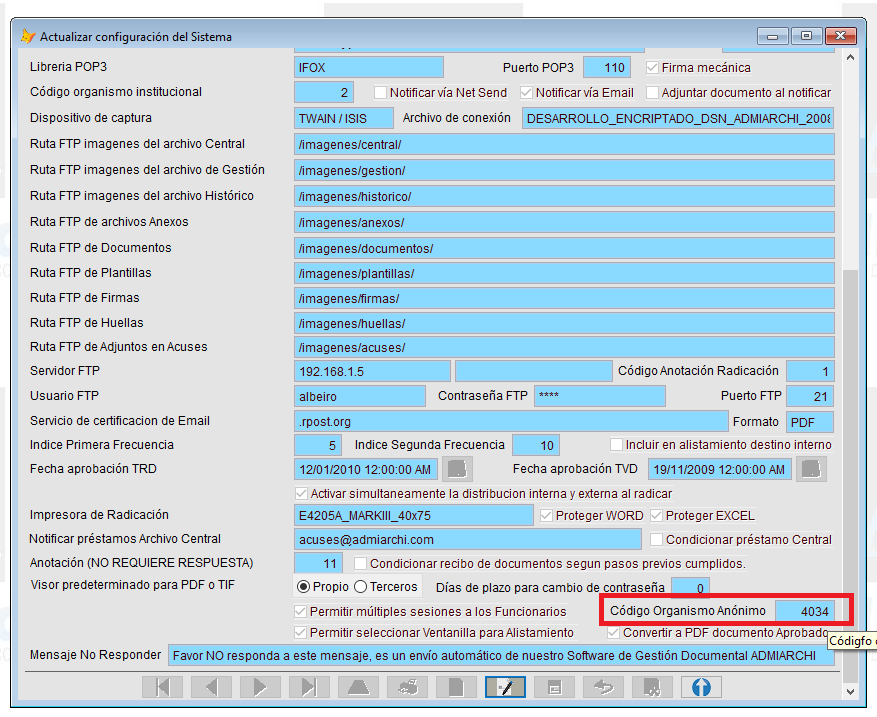 Actualizar configuración del Sistema
Libreria POP3 IFOX Puerto POP3 110 Firma mecánica
Código organismo institucional 2 Notificar vía Net Send Notificar vía Email Adjuntar documento al notificar
Dispositivo de captura TWAIN / ISIS Archivo de conexión DESARROLLO_ENCRIPTADO_DSN_ADMIARCHI_2008
Ruta FTP imagenes del archivo Central /imagenes/central/
Ruta FTP imagenes del archivo de Gestión /imagenes/gestion/
Ruta FTP imagenes del archivo Histórico /imagenes/historico/
Ruta FTP de archivos Anexos /imagenes/anexos/
Ruta FTP de Documentos /imagenes/documentos/
Ruta FTP de Plantillas /imagenes/plantillas/
Ruta FTP de Firmas /imagenes/firmas/
Ruta FTP de Huellas /imagenes/huellas/
Ruta FTP de Adjuntos en Acuses /imagenes/acuses/
Servidor FTP 192.168.1.5 Código Anotación Radicación 1
Usuario FTP albeiro Contraseña FTP **** Puerto FTP 21
Servicio de certificacion de Email .rpost.org Formato PDF
Indice Primera Frecuencia 5 Indice Segunda Frecuencia 10 Incluir en alistamiento destino interno
Fecha aprobación TRD 12/01/2010 12:00:00 AM Fecha aprobación TVD 19/11/2009 12:00:00 AM
Activar simultaneamente la distribucion interna y externa al radicar
Impresora de Radicación E4205A_MARKIII_40x75 Proteger WORD Proteger EXCEL
Notificar préstamos Archivo Central acuses@admiarchi.com Condicionar préstamo Central
Anotación (NO REQUIERE RESPUESTA) 11 Condicionar recibo de documentos segun pasos previos cumplidos.
Visor predeterminado para PDF o TIF Propio Terceros Días de plazo para cambio de contraseña 0
Permitir múltiples sesiones a los Funcionarios Código Organismo Anónimo 4034
Permitir seleccionar Ventanilla para Alistamiento Convertir a PDF documento Aprobado
Códigfo
Mensaje No Responder Favor NO responda a este mensaje, es un envío automático de nuestro Software de Gestión Documental ADMIARCHI